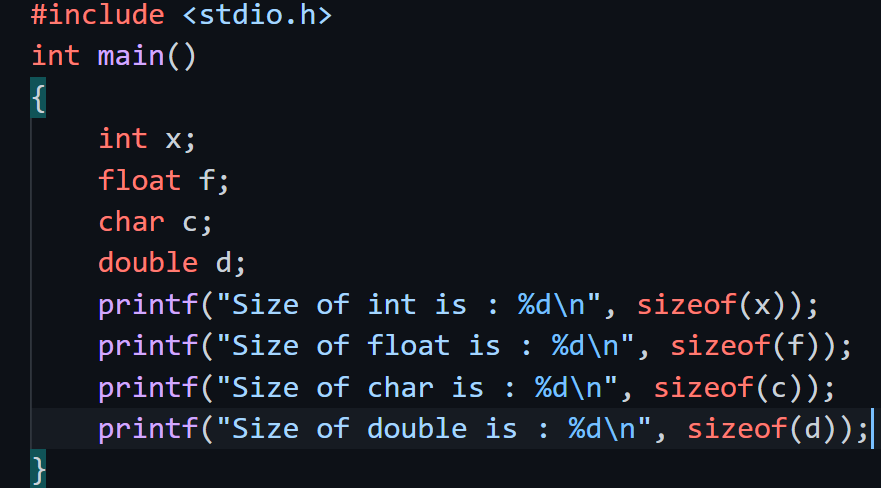 #include <stdio.h>
int main()
{
    int x;
    float f;
    char c;
    double d;
    printf("Size of int is : %d\n", sizeof(x));
    printf("Size of float is : %d\n", sizeof(f));
    printf("Size of char is : %d\n", sizeof(c));
    printf("Size of double is : %d\n", sizeof(d));
}